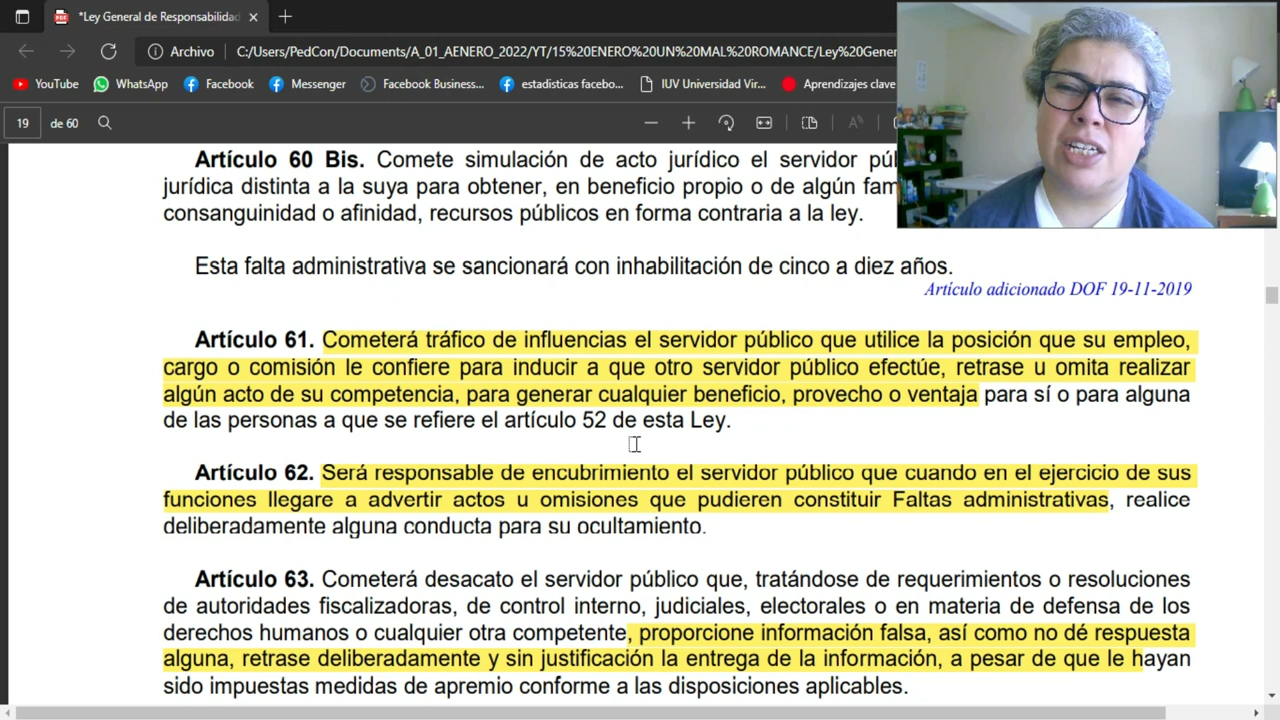 *Ley General de Responsabilidad
Archivo
C:/Users/PedCon/Documents/A_01_AENERO_2022/YT/15%20ENERO%20UN%20MAL%20ROMANCE/Ley%20Gener
YouTube WhatsApp Facebook Messenger Facebook Business... estadisticas facebo... IUV Universidad Vir... Aprendizajes clave
19 de 60
Artículo 60 Bis. Comete simulación de acto jurídico el servidor púl
jurídica distinta a la suya para obtener, en beneficio propio o de algún fam
consanguinidad o afinidad, recursos públicos en forma contraria a la ley.
Esta falta administrativa se sancionará con inhabilitación de cinco a diez años.
Artículo adicionado DOF 19-11-2019
Artículo 61. Cometerá tráfico de influencias el servidor público que utilice la posición que su empleo,
cargo o comisión le confiere para inducir a que otro servidor público efectúe, retrase u omita realizar
algún acto de su competencia, para generar cualquier beneficio, provecho o ventaja para sí o para alguna
de las personas a que se refiere el artículo 52 de esta Ley.
Artículo 62. Será responsable de encubrimiento el servidor público que cuando en el ejercicio de sus
funciones llegare a advertir actos u omisiones que pudieren constituir Faltas administrativas, realice
deliberadamente alguna conducta para su ocultamiento.
Artículo 63. Cometerá desacato el servidor público que, tratándose de requerimientos o resoluciones
de autoridades fiscalizadoras, de control interno, judiciales, electorales o en materia de defensa de los
derechos humanos o cualquier otra competente, proporcione información falsa, así como no dé respuesta
alguna, retrase deliberadamente y sin justificación la entrega de la información, a pesar de que le hayan
sido impuestas medidas de apremio conforme a las disposiciones aplicables.